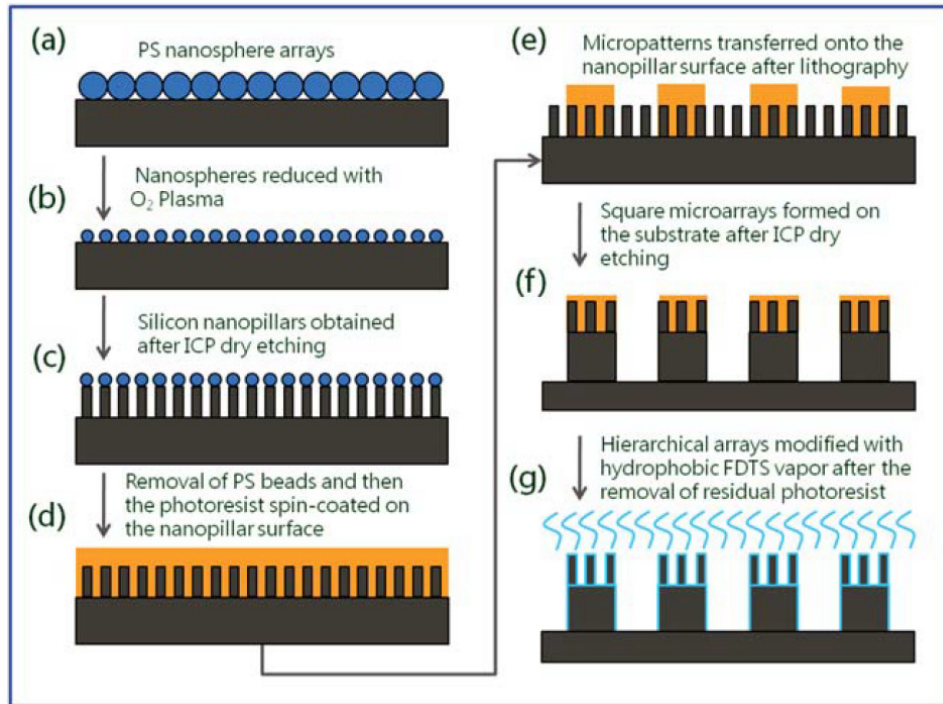 (a)
PS nanosphere arrays
Nanospheres reduced with
O₂ Plasma
(b)
Silicon nanopillars obtained
after ICP dry etching
(c)
Removal of PS beads and then
the photoresist spin-coated on
the nanopillar surface
(d)
(e)
Micropatterns transferred onto the
nanopillar surface after lithography
Square microarrays formed on
the substrate after ICP dry
etching
(f)
Hierarchical arrays modified with
hydrophobic FDTS vapor after the
removal of residual photoresist
(g)